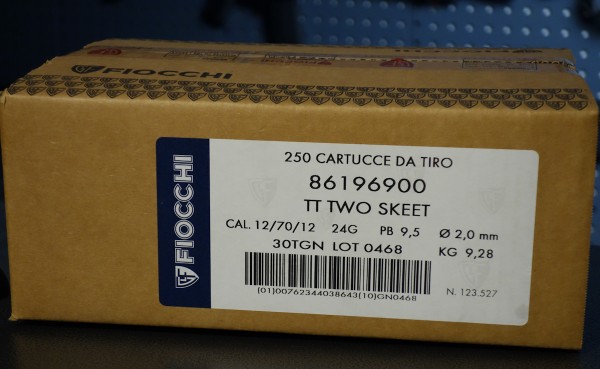 FIOCCHI
FIOCCHI
250 CARTUCCE DA TIRO
86196900
TT TWO SKEET
CAL. 12/70/12 24G PB 9,5 Ø 2,0 mm
30TGN LOT 0468 KG 9,28
(01)00762344038643(10)GN0468
N. 123.527